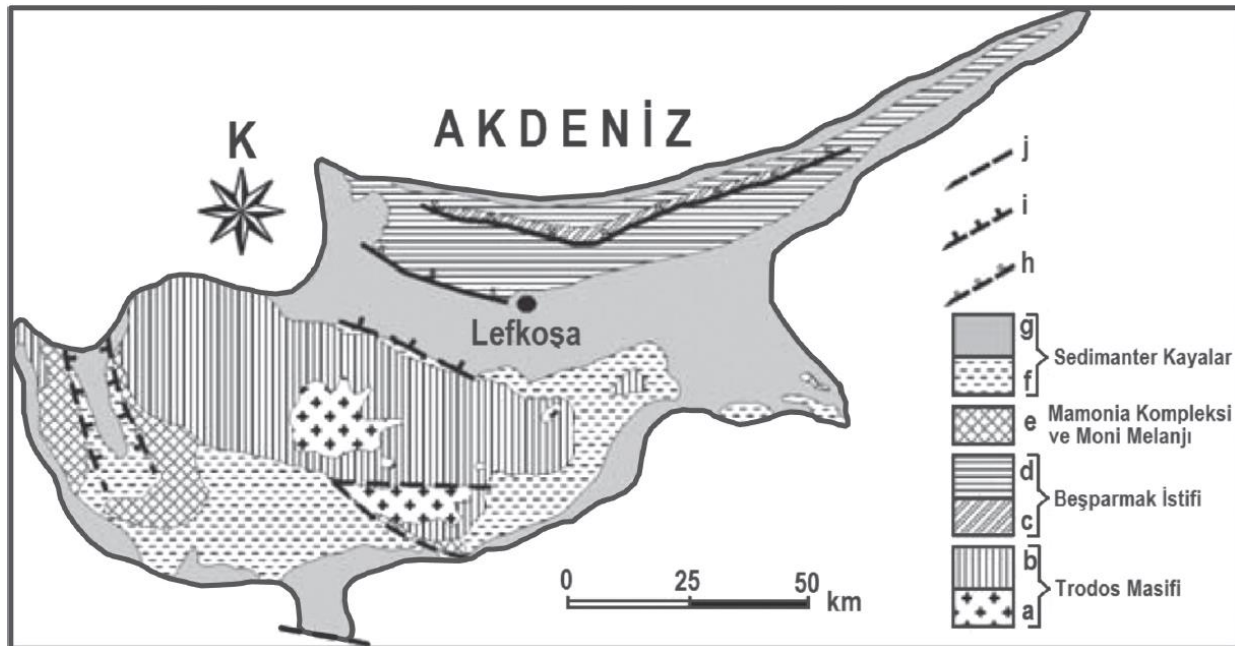 AKDENİZ
K
Lefkoşa
0 25 50
km
j
i
h
g
f
Sedimanter Kayalar
e
Mamonia Kompleksi
ve Moni Melanjı
d
c
Beşparmak İstifi
b
a
Trodos Masifi